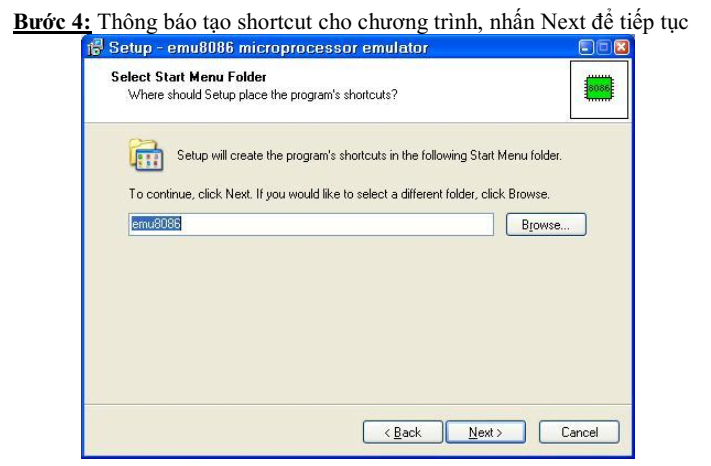 Bước 4: Thông báo tạo shortcut cho chương trình, nhấn Next để tiếp tục
Setup - emu8086 microprocessor emulator
Select Start Menu Folder
Where should Setup place the program's shortcuts?
8086
Setup will create the program's shortcuts in the following Start Menu folder.
To continue, click Next. If you would like to select a different folder, click Browse.
emu8086
Browse...
< Back
Next >
Cancel